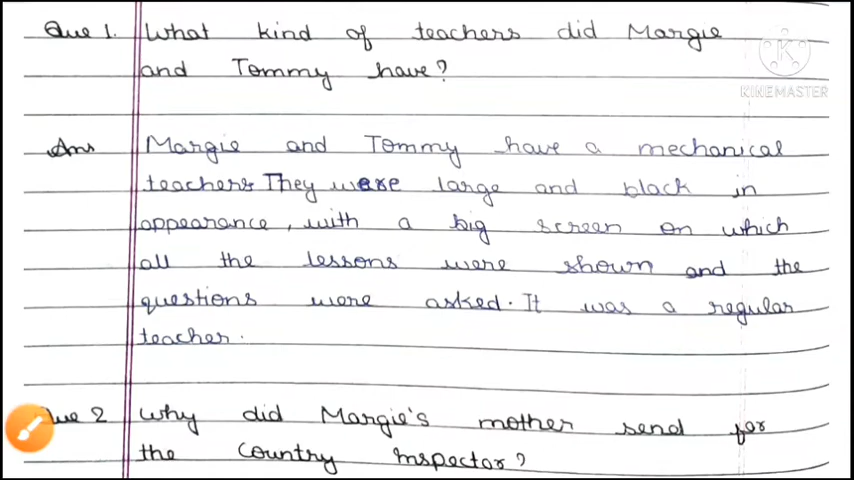 Que 1. What kind of teachers did Margie
and Tommy have?
KINEMASTER
Ans Margie and Tommy have a mechanical
teachers They were large and black in
appearance, with a big screen on which
all the lessons were shown and the
questions were asked. It was a regular
teacher.
Que 2 Why did Margie's mother send for
the Country Inspector?